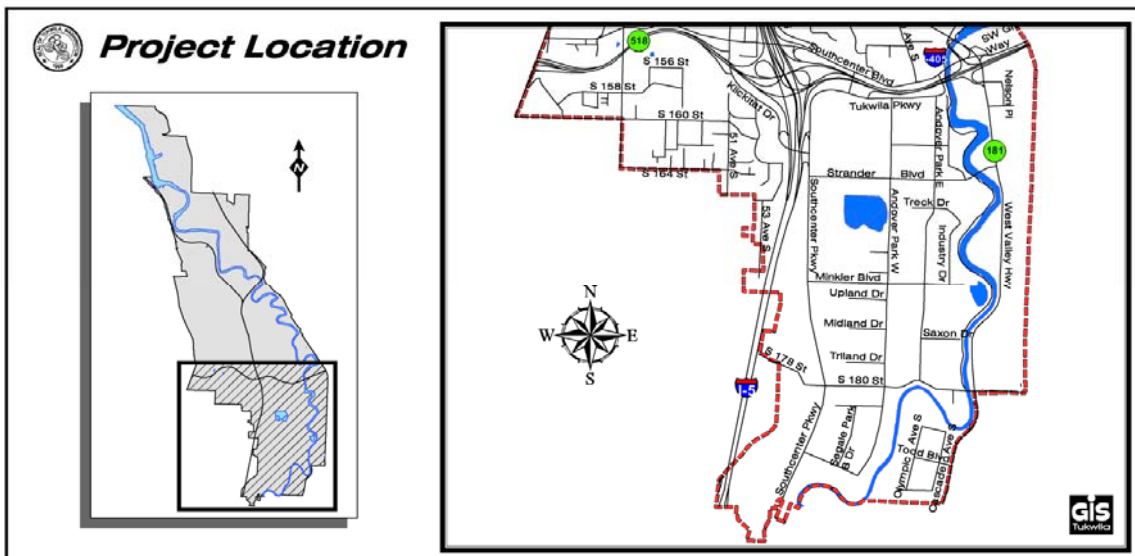 Project Location
N
518
S 156 St
S 158 St
S 160 St
S 164 St
Klickitat Dr
51 Ave S
53 Ave S
Southcenter Blvd
Ave S
I-405
SW G
Way
Nelson Pl
Tukwila Pkwy
Andover Park E
181
Strander Blvd
Treck Dr
Southcenter Pkwy
Andover Park W
Industry Dr
West Valley Hwy
Minkler Blvd
Upland Dr
Midland Dr
Saxon Dr
Triland Dr
S 178 St
S 180 St
I-5
N
W
E
S
Southcenter Pkwy
Segale Park
B Dr
Olympic Ave S
Todd Blv
Cascade Ave S
GIS
Tukwila